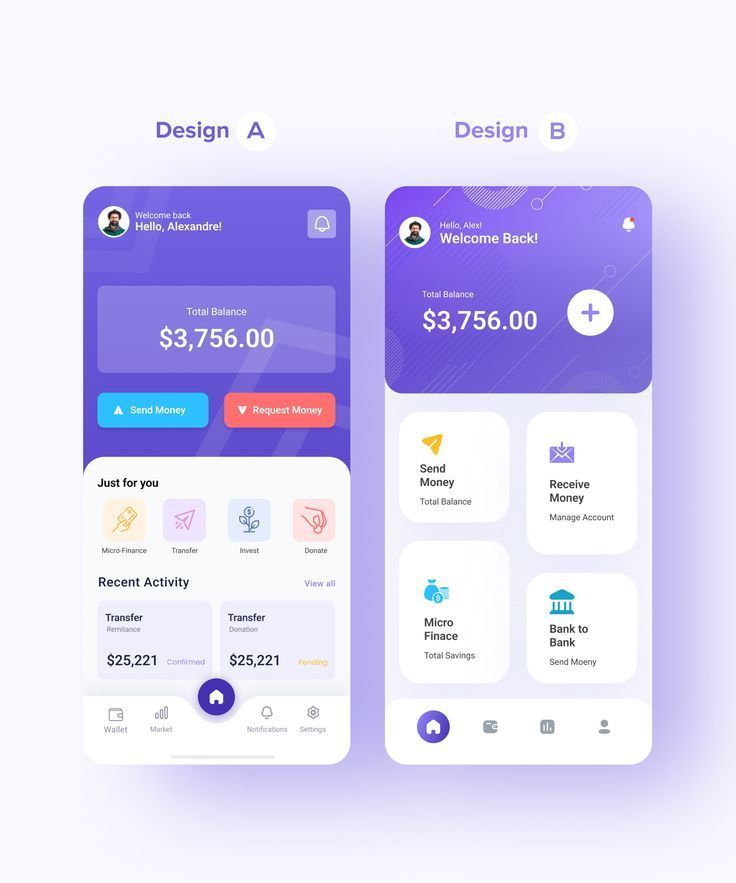 Design A
Welcome back
Hello, Alexandre!
Total Balance
$3,756.00
Send Money
Request Money
Just for you
Micro-Finance
Transfer
Invest
Donate
Recent Activity
View all
Transfer
Remitance
$25,221
Confirmed
Transfer
Donation
$25,221
Pending
Wallet
Market
Notifications
Settings
Design B
Hello, Alex!
Welcome Back!
Total Balance
$3,756.00
Send
Money
Total Balance
Receive
Money
Manage Account
Micro
Finace
Total Savings
Bank to
Bank
Send Moeny